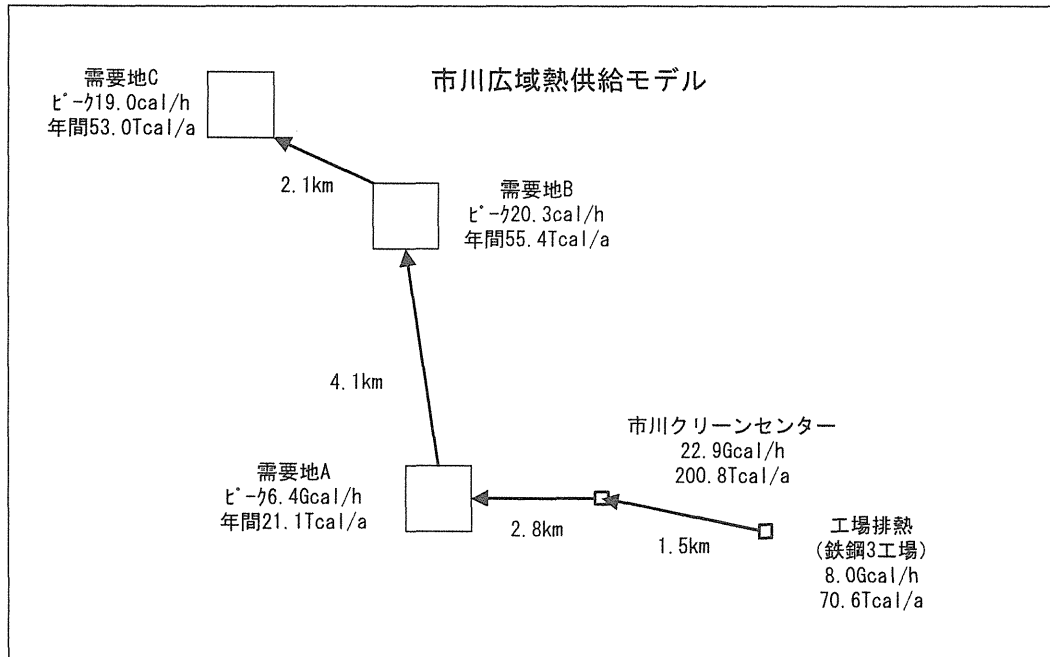 市川広域熱供給モデル
需要地C
ﾋﾟｰｸ19.0cal/h
年間53.0Tcal/a
2.1km
需要地B
ﾋﾟｰｸ20.3cal/h
年間55.4Tcal/a
4.1km
市川クリーンセンター
22.9Gcal/h
200.8Tcal/a
需要地A
ﾋﾟｰｸ6.4Gcal/h
年間21.1Tcal/a
2.8km
1.5km
工場排熱
(鉄鋼3工場)
8.0Gcal/h
70.6Tcal/a